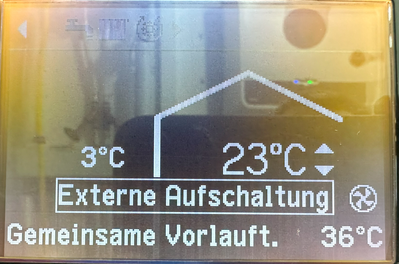 3°C 23°C
Externe Aufschaltung
Gemeinsame Vorlauft. 36°C